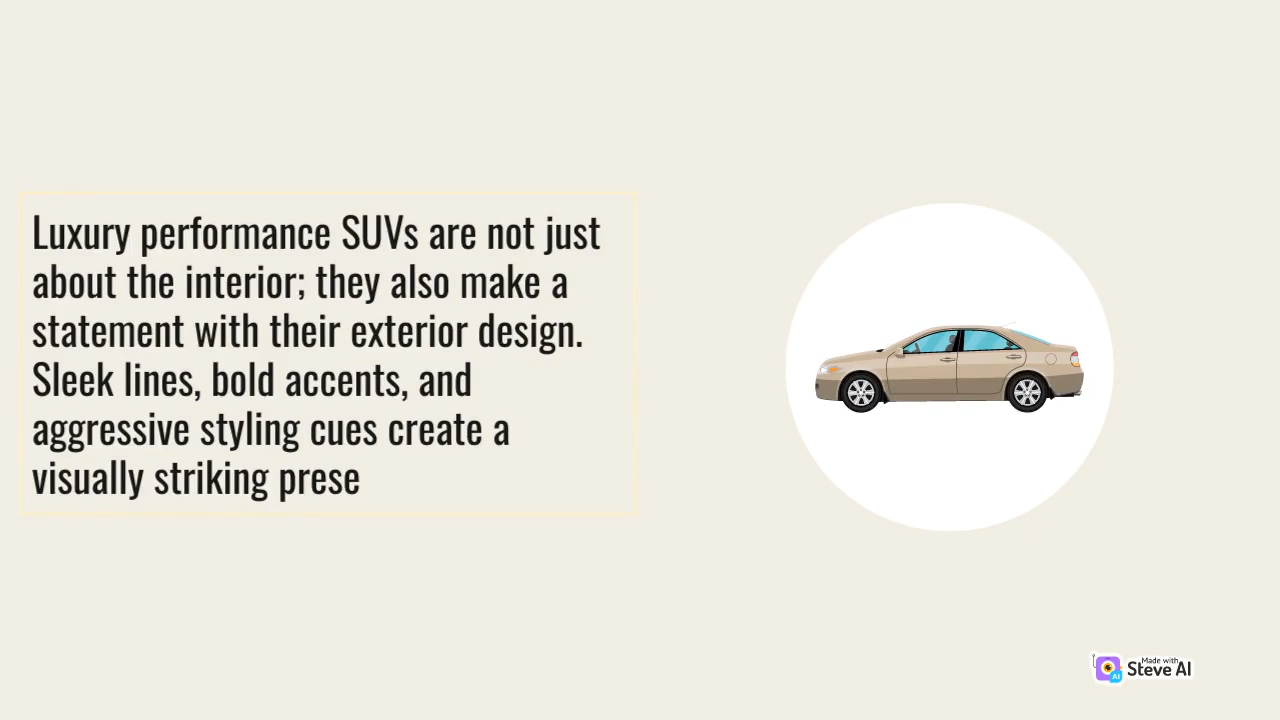 Luxury performance SUVs are not just
about the interior; they also make a
statement with their exterior design.
Sleek lines, bold accents, and
aggressive styling cues create a
visually striking prese
Made with
Steve AI
AI